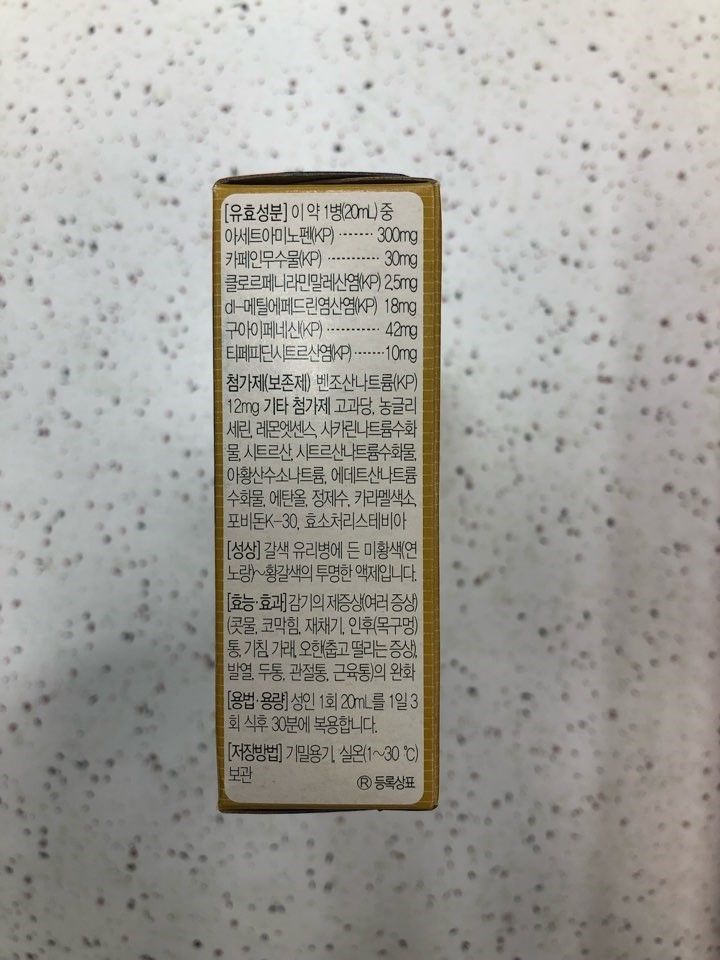 [유효성분] 이 약 1병(20mL) 중
아세트아미노펜(KP) ······· 300mg
카페인무수물(KP) ··········· 30mg
클로르페니라민말레산염(KP) 2.5mg
dl-메틸에페드린염산염(KP) 18mg
구아이페네신(KP) ··········· 42mg
티페피딘시트르산염(KP)······10mg
첨가제(보존제) 벤조산나트륨(KP)
12mg 기타 첨가제 고과당, 농글리
세린, 레몬엣센스, 사카린나트륨수화
물, 시트르산, 시트르산나트륨수화물,
아황산수소나트륨, 에데트산나트륨
수화물, 에탄올, 정제수, 카라멜색소,
포비돈K-30, 효소처리스테비아
[성상] 갈색 유리병에 든 미황색(연
노랑)~황갈색의 투명한 액제입니다.
[효능·효과] 감기의 제증상(여러 증상)
(콧물, 코막힘, 재채기, 인후(목구멍)
통, 기침, 가래, 오한(춥고 떨리는 증상),
발열, 두통, 관절통, 근육통)의 완화
[용법·용량] 성인 1회 20mL를 1일 3
회 식후 30분에 복용합니다.
[저장방법] 기밀용기, 실온(1~30 ℃)
보관
Ⓡ 등록상표